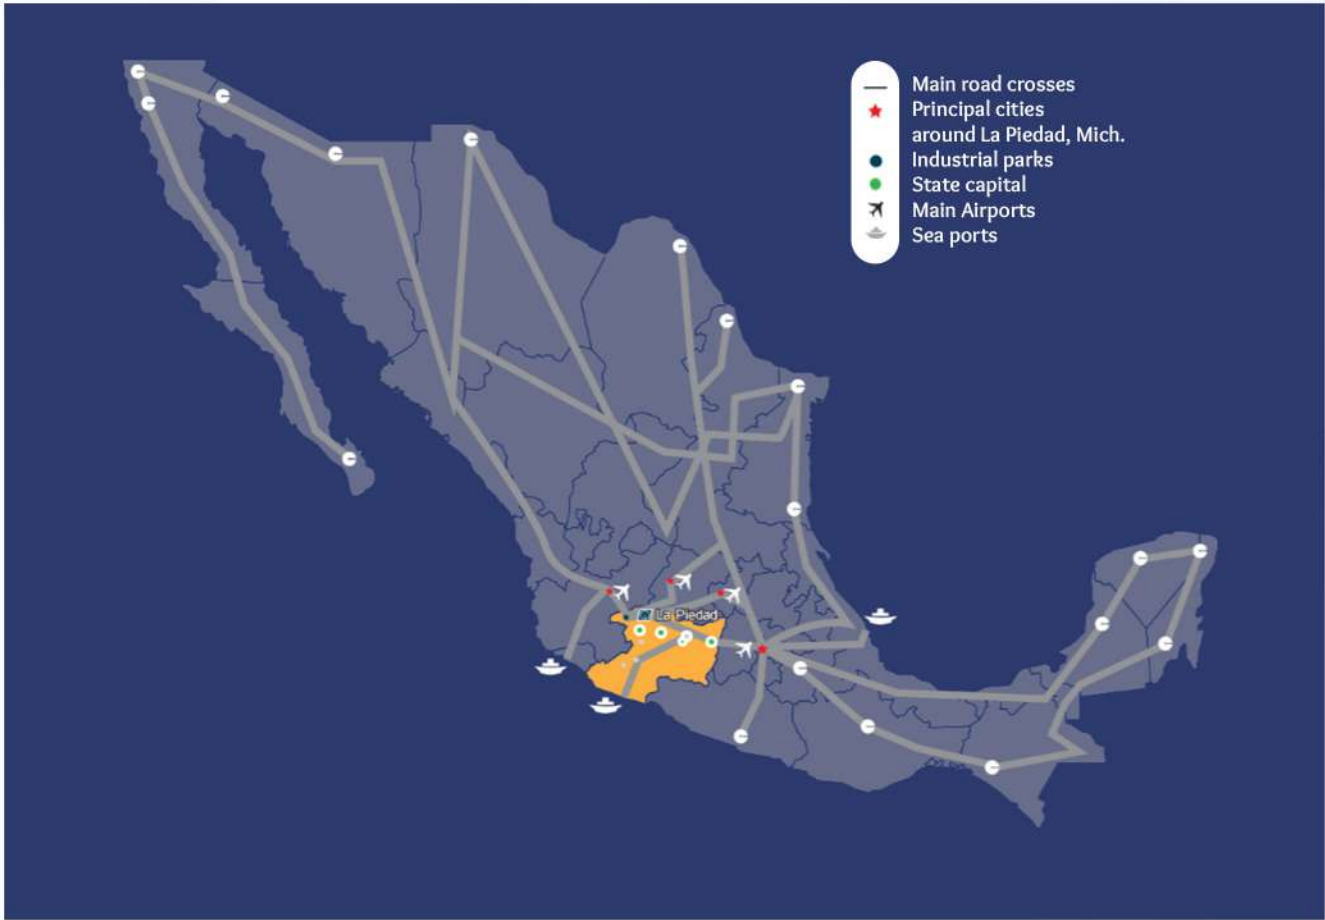 Main road crosses
Principal cities
around La Piedad, Mich.
Industrial parks
State capital
Main Airports
Sea ports
La Piedad